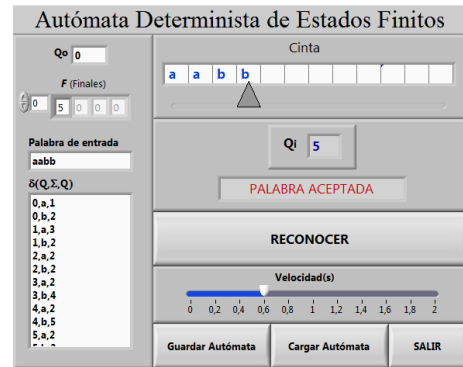 Autómata Determinista de Estados Finitos
Qo 0
F (Finales)
0 5 0 0 0
Palabra de entrada
aabb
δ(Q,Σ,Q)
0,a,1
0,b,2
1,a,3
1,b,2
2,a,2
2,b,2
3,a,2
3,b,4
4,a,2
4,b,5
5,a,2
Cinta
a a b b
Qi 5
PALABRA ACEPTADA
RECONOCER
Velocidad(s)
0 0,2 0,4 0,6 0,8 1 1,2 1,4 1,6 1,8 2
Guardar Autómata Cargar Autómata SALIR